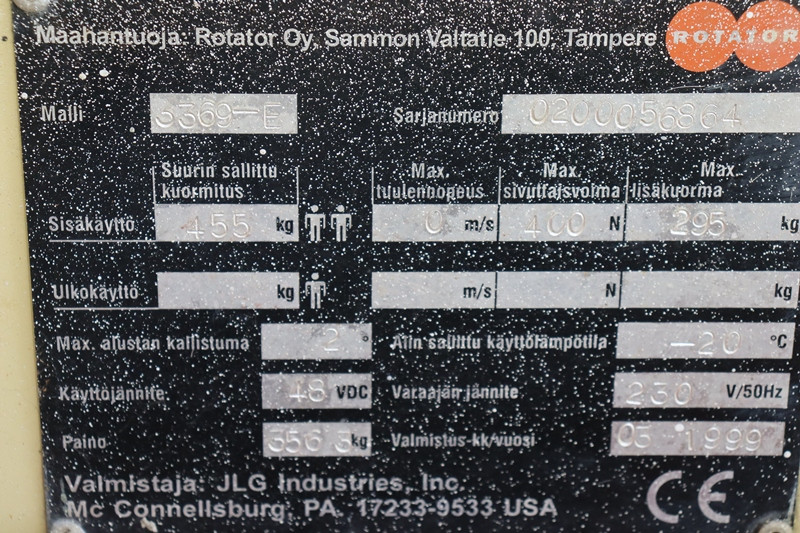 Maahantuoja: Rotator Oy, Sammon Valtatie 100, Tampere ROTATOR
Malli 3369-E Sarjanumero 0200056864
Suurin sallittu Max. Max. Max.
kuormitus tuulennopeus sivuttaisvoima lisäkuorma
Sisäkäyttö 455 kg 0 m/s 400 N 295 kg
Ulkokäyttö kg m/s N kg
Max. alustan kallistuma 2 ° Alin sallittu käyttölämpötila -20 °C
Käyttöjännite 48 VDC Varaajan jännite 230 V/50Hz
Paino 3563 kg Valmistus-kk/vuosi 03-1999
Valmistaja: JLG Industries, Inc.
Mc Connellsburg PA. 17233-9533 USA CE